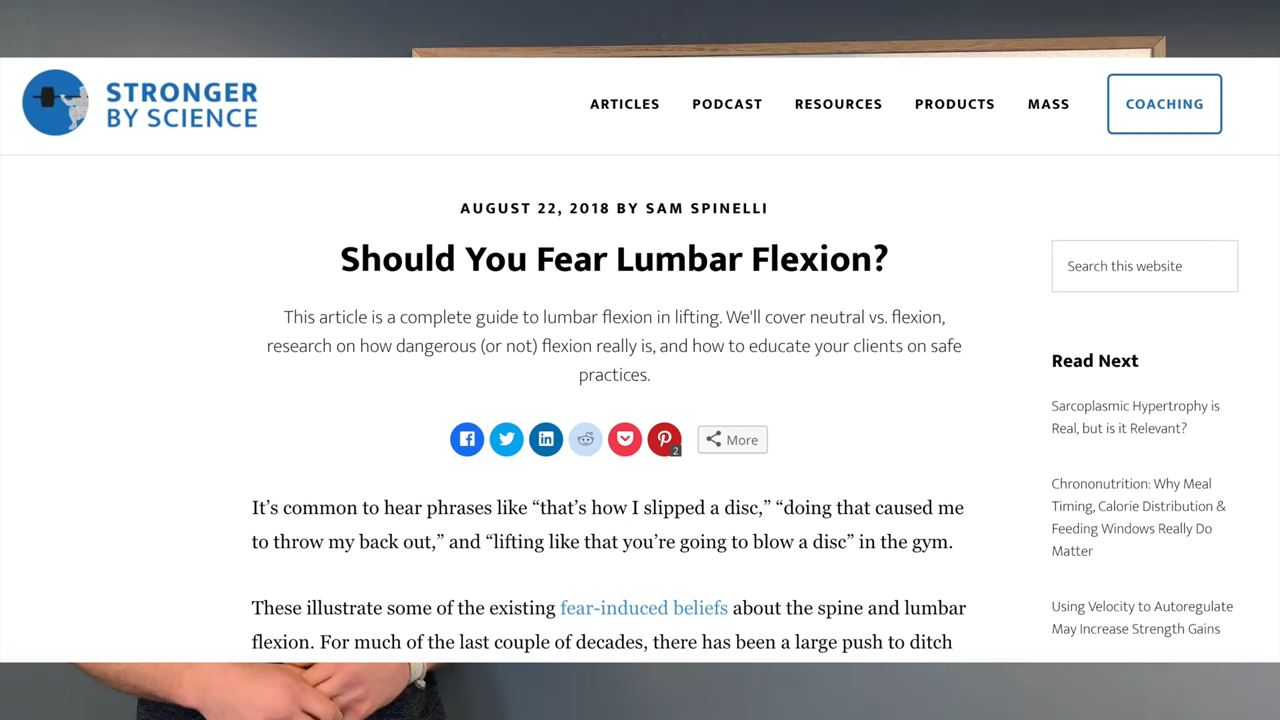 STRONGER
BY SCIENCE
ARTICLES
PODCAST
RESOURCES
PRODUCTS
MASS
COACHING
AUGUST 22, 2018 BY SAM SPINELLI
Should You Fear Lumbar Flexion?
This article is a complete guide to lumbar flexion in lifting. We'll cover neutral vs. flexion,
research on how dangerous (or not) flexion really is, and how to educate your clients on safe
practices.
2
More
It’s common to hear phrases like “that’s how I slipped a disc,” “doing that caused me
to throw my back out,” and “lifting like that you’re going to blow a disc” in the gym.
These illustrate some of the existing fear-induced beliefs about the spine and lumbar
flexion. For much of the last couple of decades, there has been a large push to ditch
Search this website
Read Next
Sarcoplasmic Hypertrophy is
Real, but is it Relevant?
Chrononutrition: Why Meal
Timing, Calorie Distribution &
Feeding Windows Really Do
Matter
Using Velocity to Autoregulate
May Increase Strength Gains